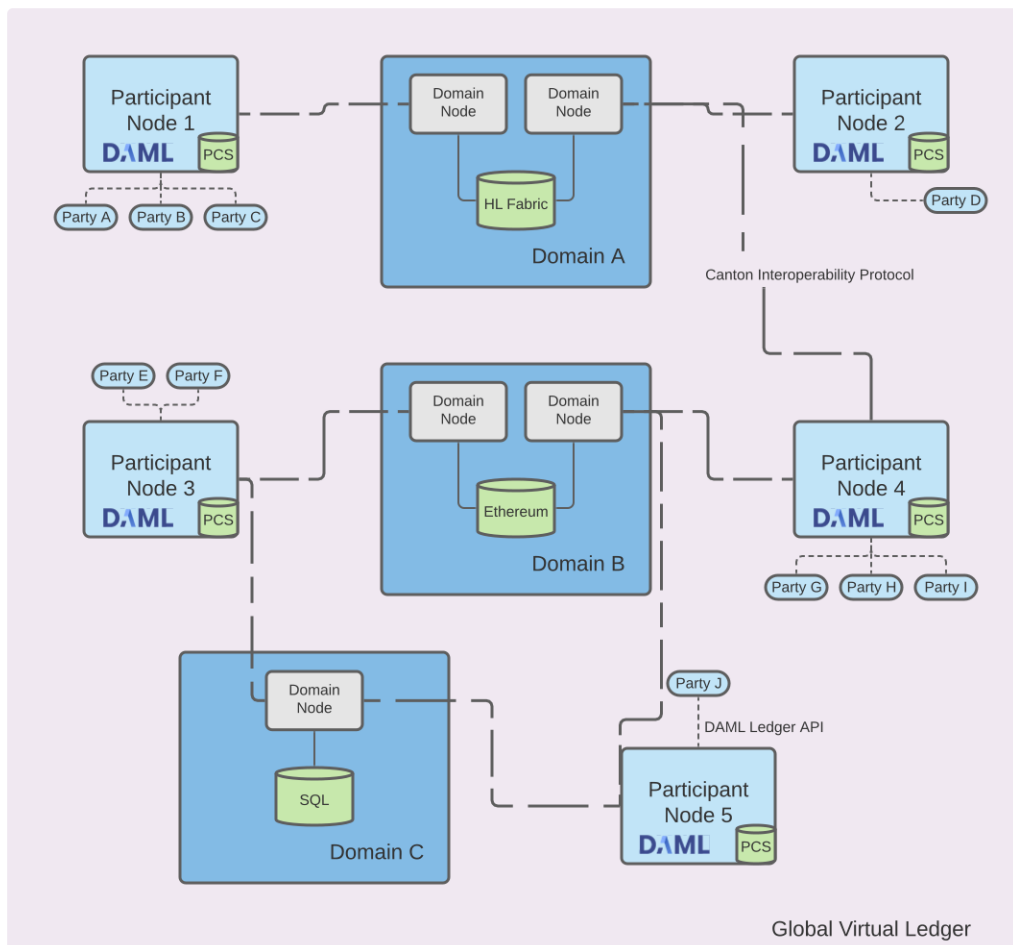 Participant
Node 1
DAML
PCS
Party A
Party B
Party C
Domain
Node
Domain
Node
HL Fabric
Domain A
Participant
Node 2
DAML
PCS
Party D
Canton Interoperability Protocol
Party E
Party F
Participant
Node 3
DAML
PCS
Domain
Node
Domain
Node
Ethereum
Domain B
Participant
Node 4
DAML
PCS
Party G
Party H
Party I
Domain
Node
SQL
Domain C
Party J
DAML Ledger API
Participant
Node 5
DAML
PCS
Global Virtual Ledger